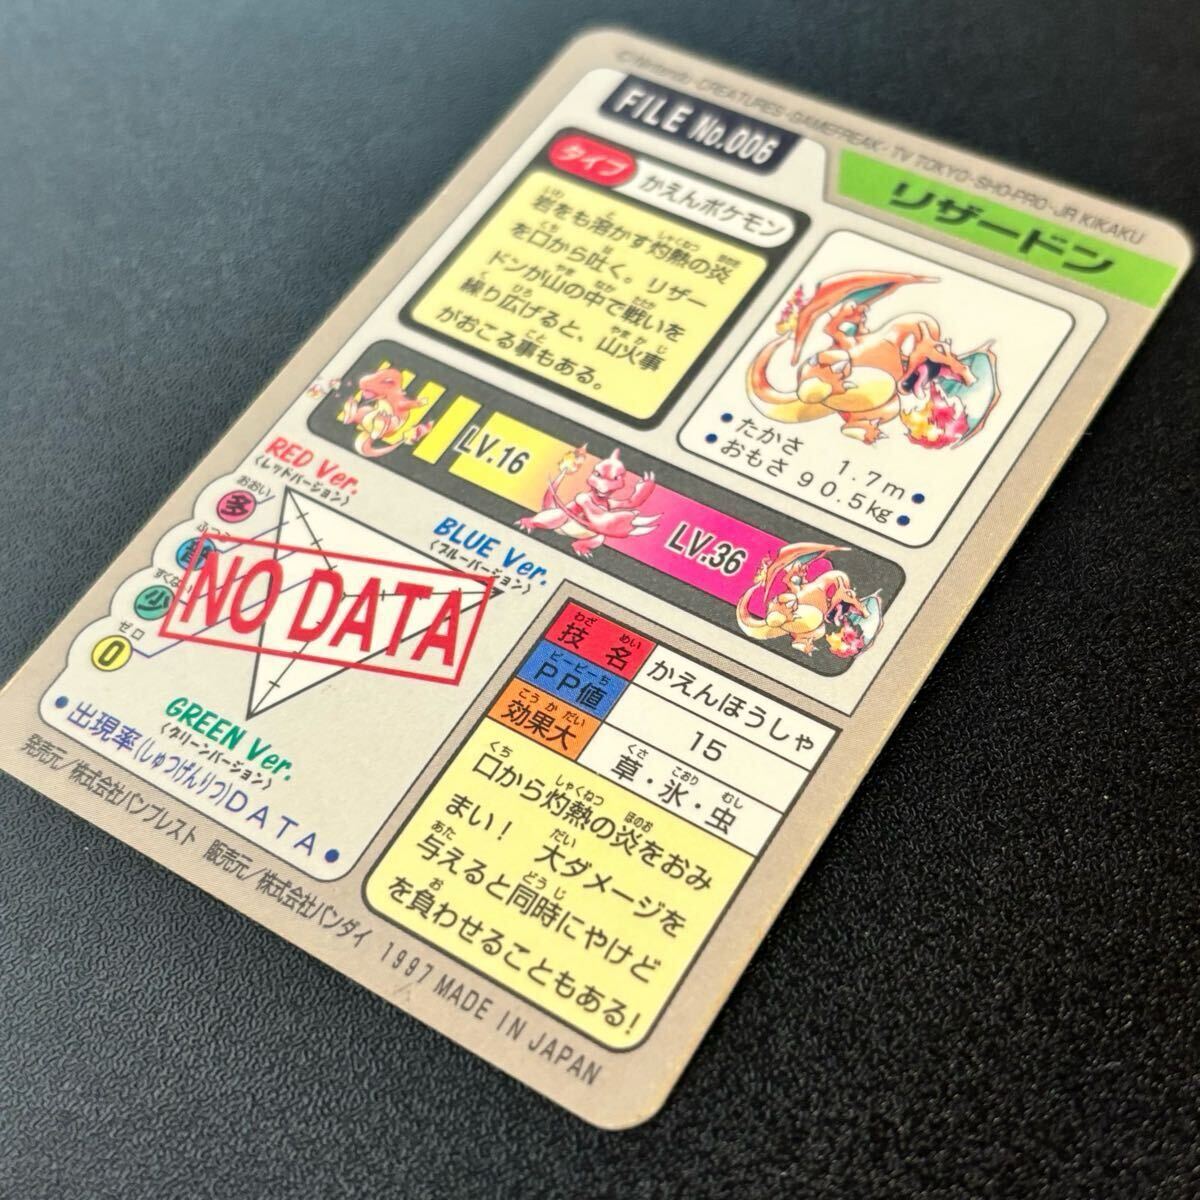 ©Nintendo・CREATURES・GAMEFREAK・TV TOKYO・SHO-PRO・JR KIKAKU
FILE No.006
リザードン
タイプ
かえんポケモン
岩をも溶かす灼熱の炎
を口から吐く。リザー
ドンが山の中で戦いを
繰り広げると、山火事
がおこる事もある。
・たかさ 1.7m・
・おもさ 90.5kg・
LV.16
LV.36
RED Ver.
〈レッドバージョン〉
BLUE Ver.
〈ブルーバージョン〉
おおい
多
すくない
少
ゼロ
0
NO DATA
GREEN Ver.
〈グリーンバージョン〉
・出現率(しゅつげんりつ)DATA・
技名 かえんほうしゃ
PP値 15
効果大 草・氷・虫
口から灼熱の炎をおみ
まい! 大ダメージを
与えると同時にやけど
を負わせることもある!
発売元/株式会社バンプレスト 販売元/株式会社バンダイ 1997 MADE IN JAPAN